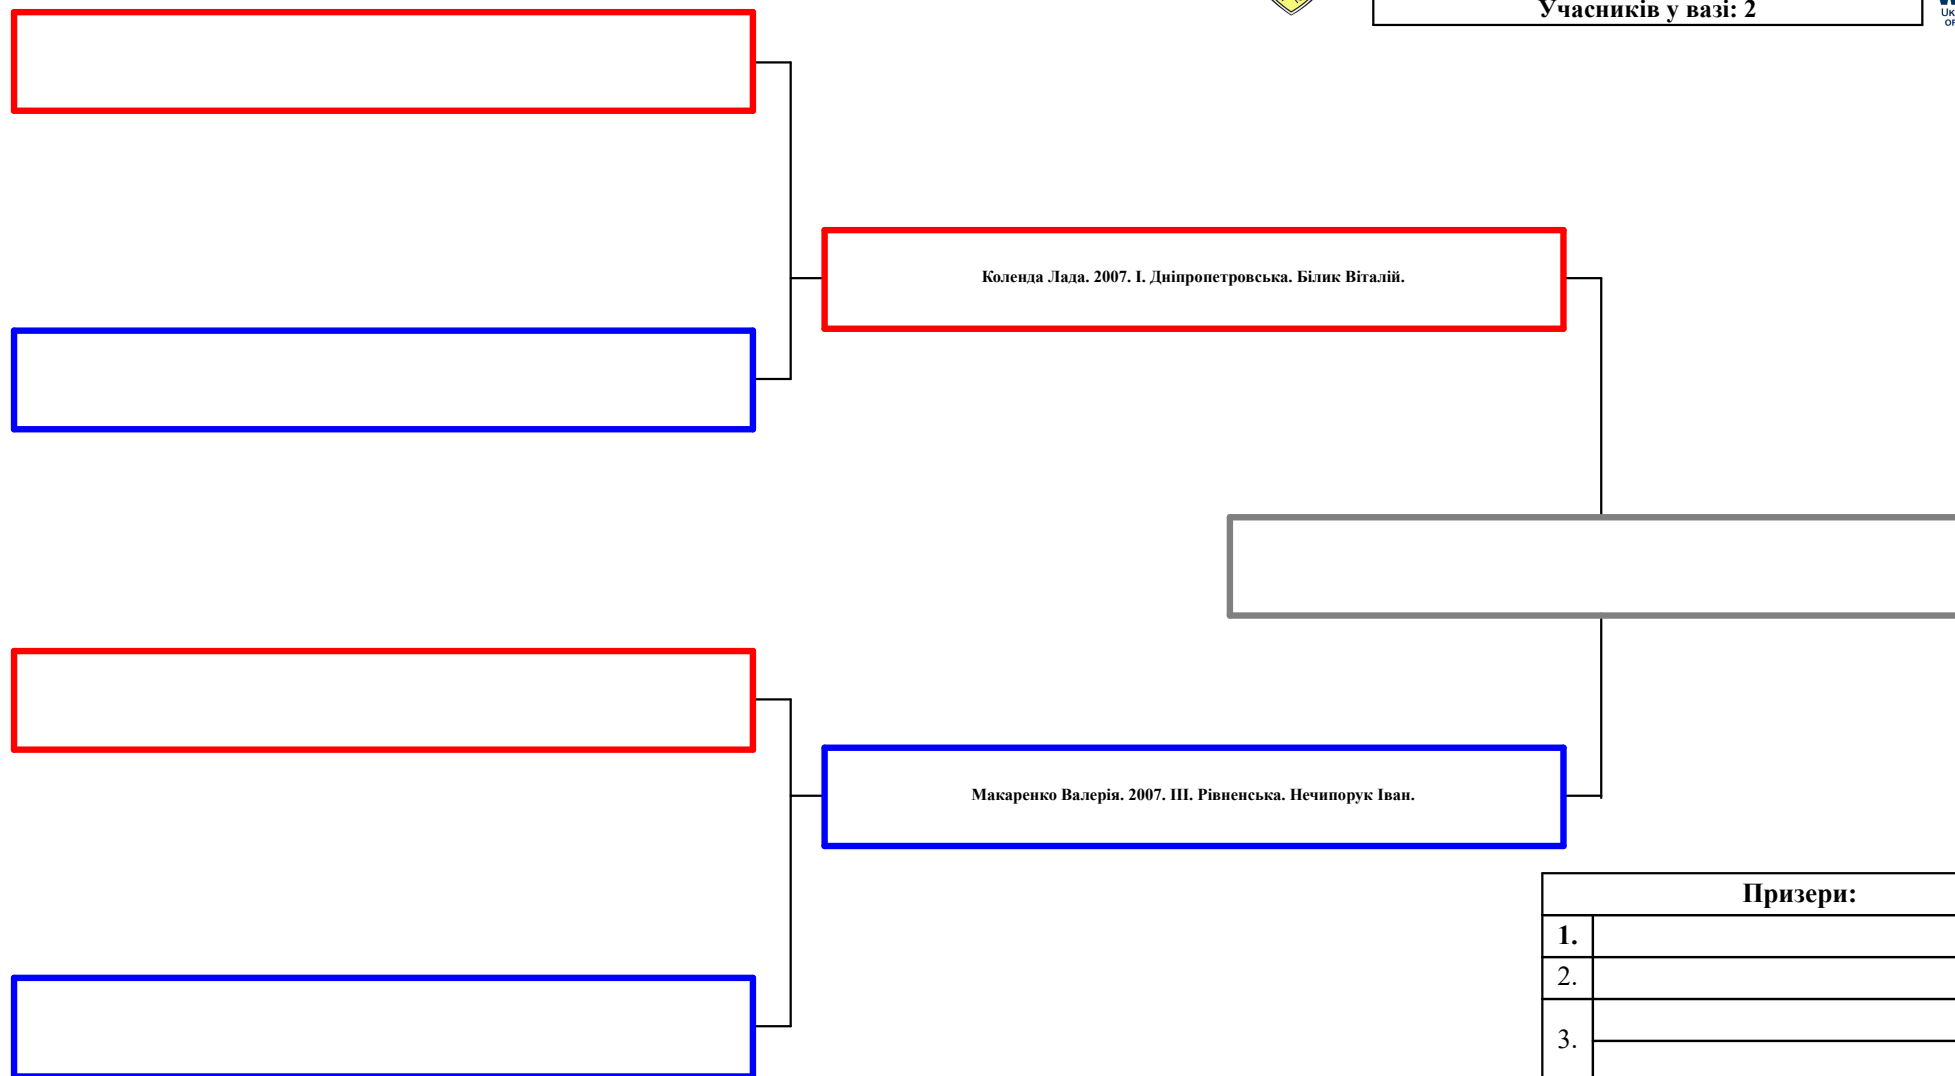 Учасників у вазі: 2
Коленда Лада. 2007. І. Дніпропетровська. Білик Віталій.
Макаренко Валерія. 2007. ІІІ. Рівненська. Нечипорук Іван.
Призери:
1.
2.
3.